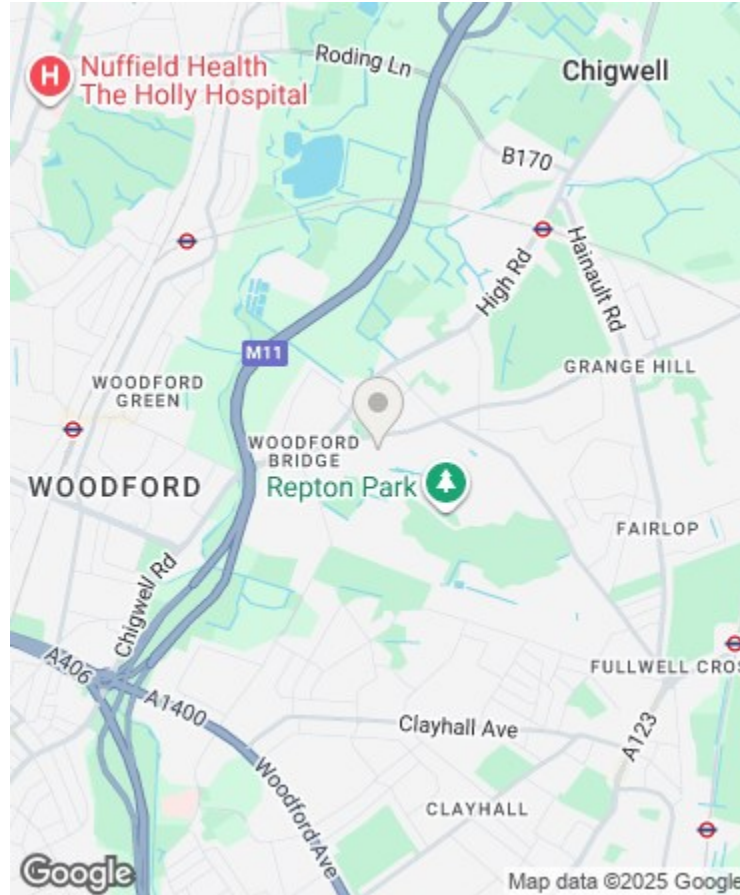 Roding Ln
Chigwell
H
Nuffield Health
The Holly Hospital
B170
High Rd
Hainault Rd
M11
GRANGE HILL
WOODFORD
GREEN
WOODFORD
BRIDGE
WOODFORD
Repton Park
FAIRLOP
Chigwell Rd
A406
FULLWELL CROS
A1400
Clayhall Ave
A123
Woodford Ave
CLAYHALL
Google
Map data ©2025 Google